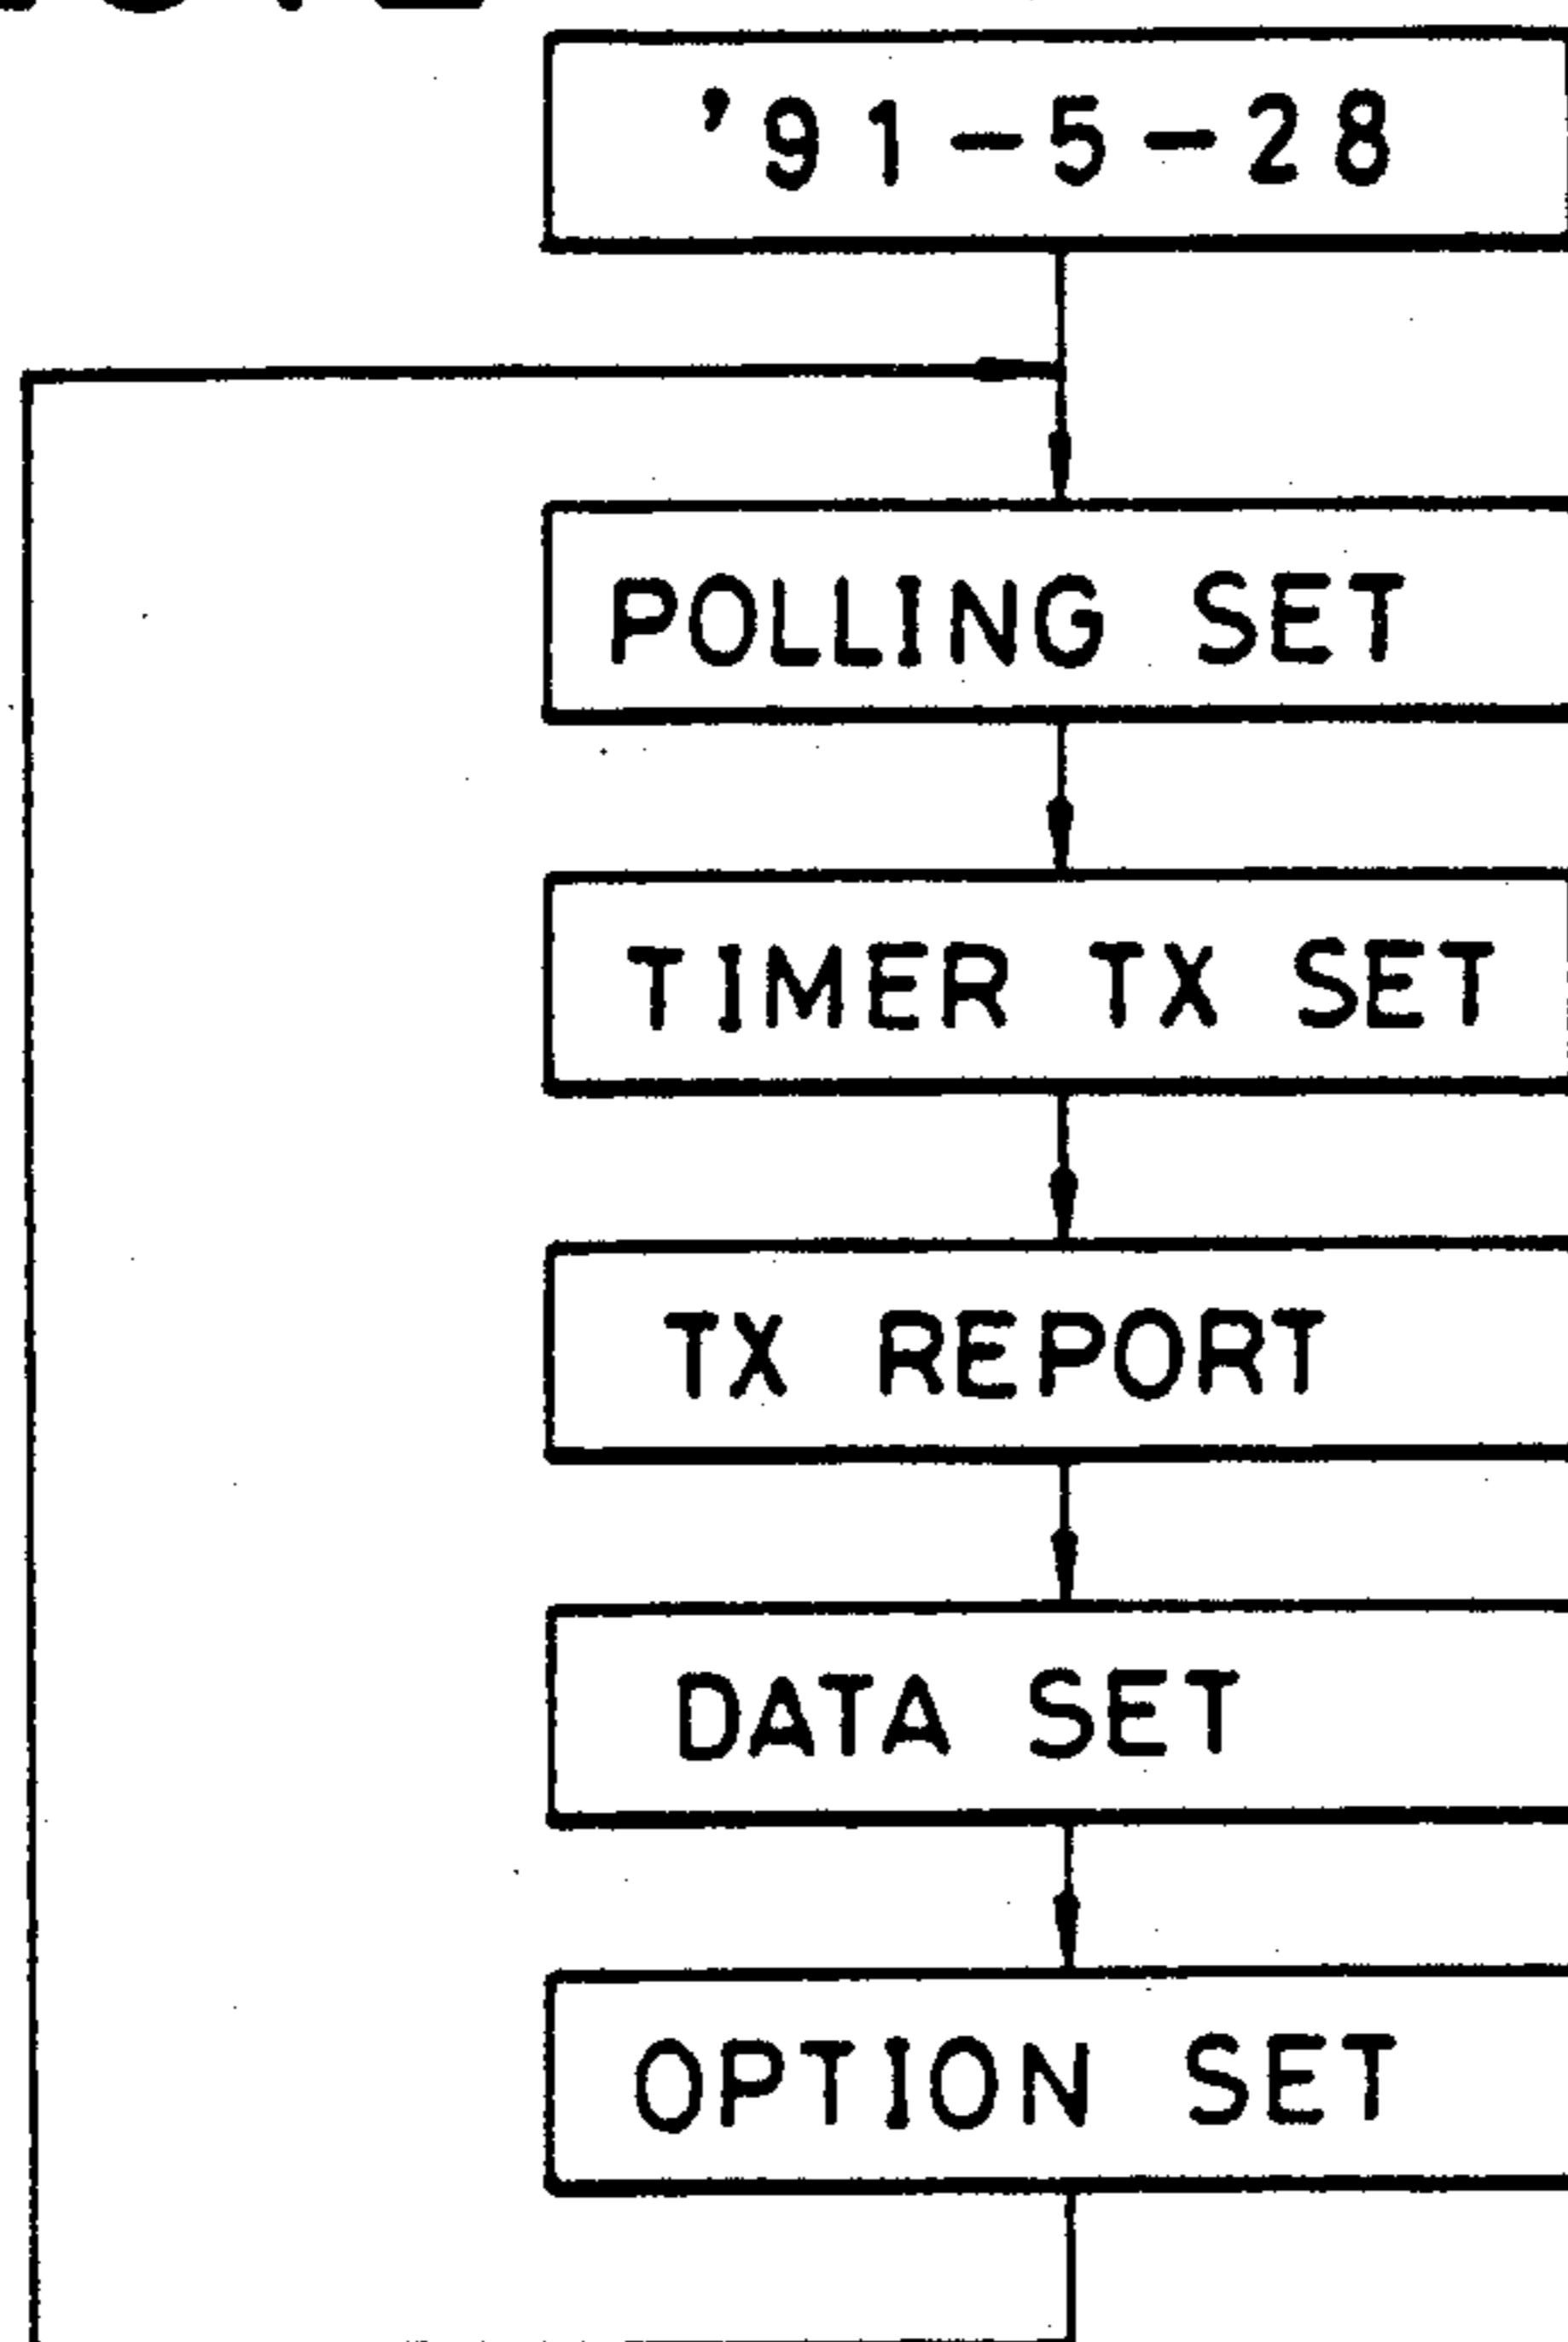 '91-5-28
POLLING SET
TIMER TX SET
TX REPORT
DATA SET
OPTION SET